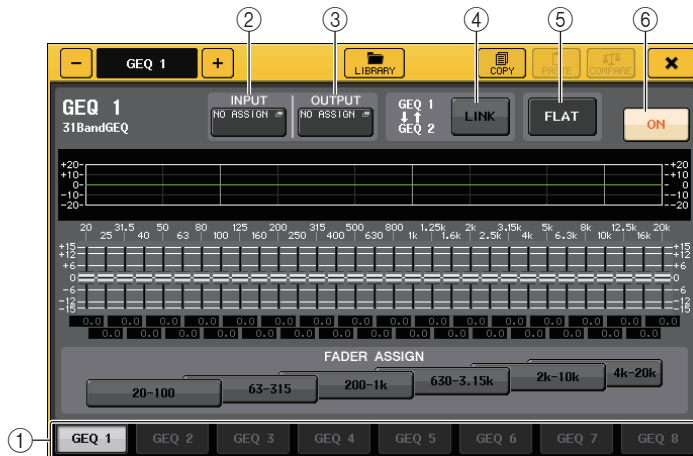 ② ③ ④ ⑤ ⑥
− GEQ 1 + LIBRARY COPY PASTE COMPARE ×
GEQ 1
31BandGEQ
INPUT
NO ASSIGN
OUTPUT
NO ASSIGN
GEQ 1
↓↑
GEQ 2
LINK
FLAT
ON
+20 +20
+10 +10
0 0
-10 -10
-20 -20
20 31.5 50 80 125 200 315 500 800 1.25k 2k 3.15k 5k 8k 12.5k 20k
25 40 63 100 160 250 400 630 1k 1.6k 2.5k 4k 6.3k 10k 16k
+15 +15
+12 +12
+6 +6
0 0
-6 -6
-12 -12
-15 -15
0.0 0.0 0.0 0.0 0.0 0.0 0.0 0.0 0.0 0.0 0.0 0.0 0.0 0.0 0.0 0.0
0.0 0.0 0.0 0.0 0.0 0.0 0.0 0.0 0.0 0.0 0.0 0.0 0.0 0.0 0.0
FADER ASSIGN
20-100 63-315 200-1k 630-3.15k 2k-10k 4k-20k
① GEQ 1 GEQ 2 GEQ 3 GEQ 4 GEQ 5 GEQ 6 GEQ 7 GEQ 8